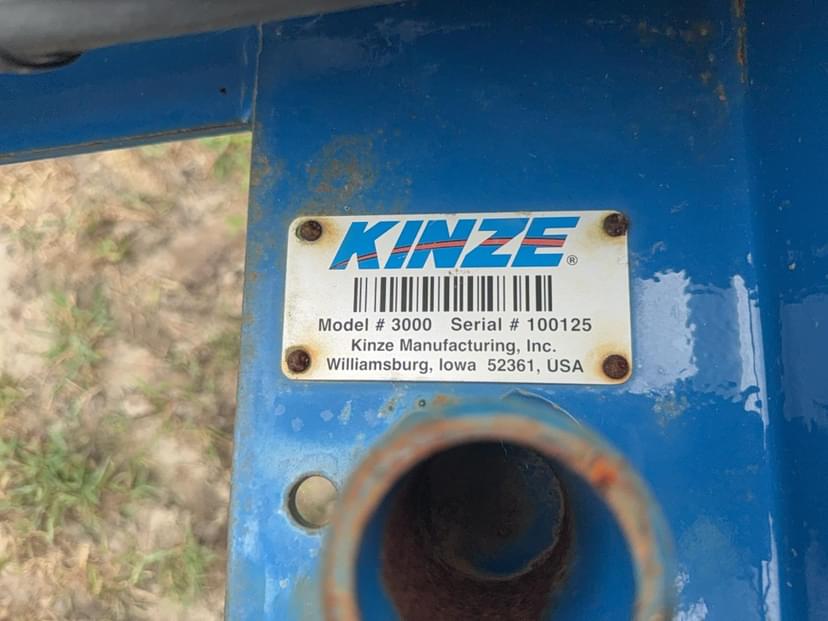 KINZE®
Model # 3000 Serial # 100125
Kinze Manufacturing, Inc.
Williamsburg, Iowa 52361, USA